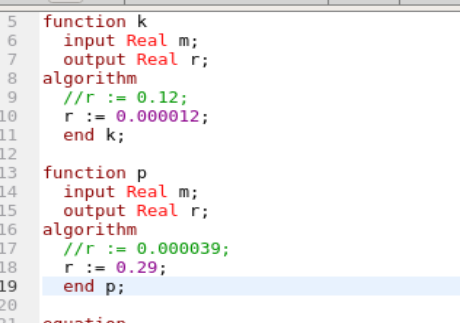 5 function k
6 input Real m;
7 output Real r;
8 algorithm
9 //r := 0.12;
10 r := 0.000012;
11 end k;
12
13 function p
14 input Real m;
15 output Real r;
16 algorithm
17 //r := 0.000039;
18 r := 0.29;
19 end p;
20
21 equation